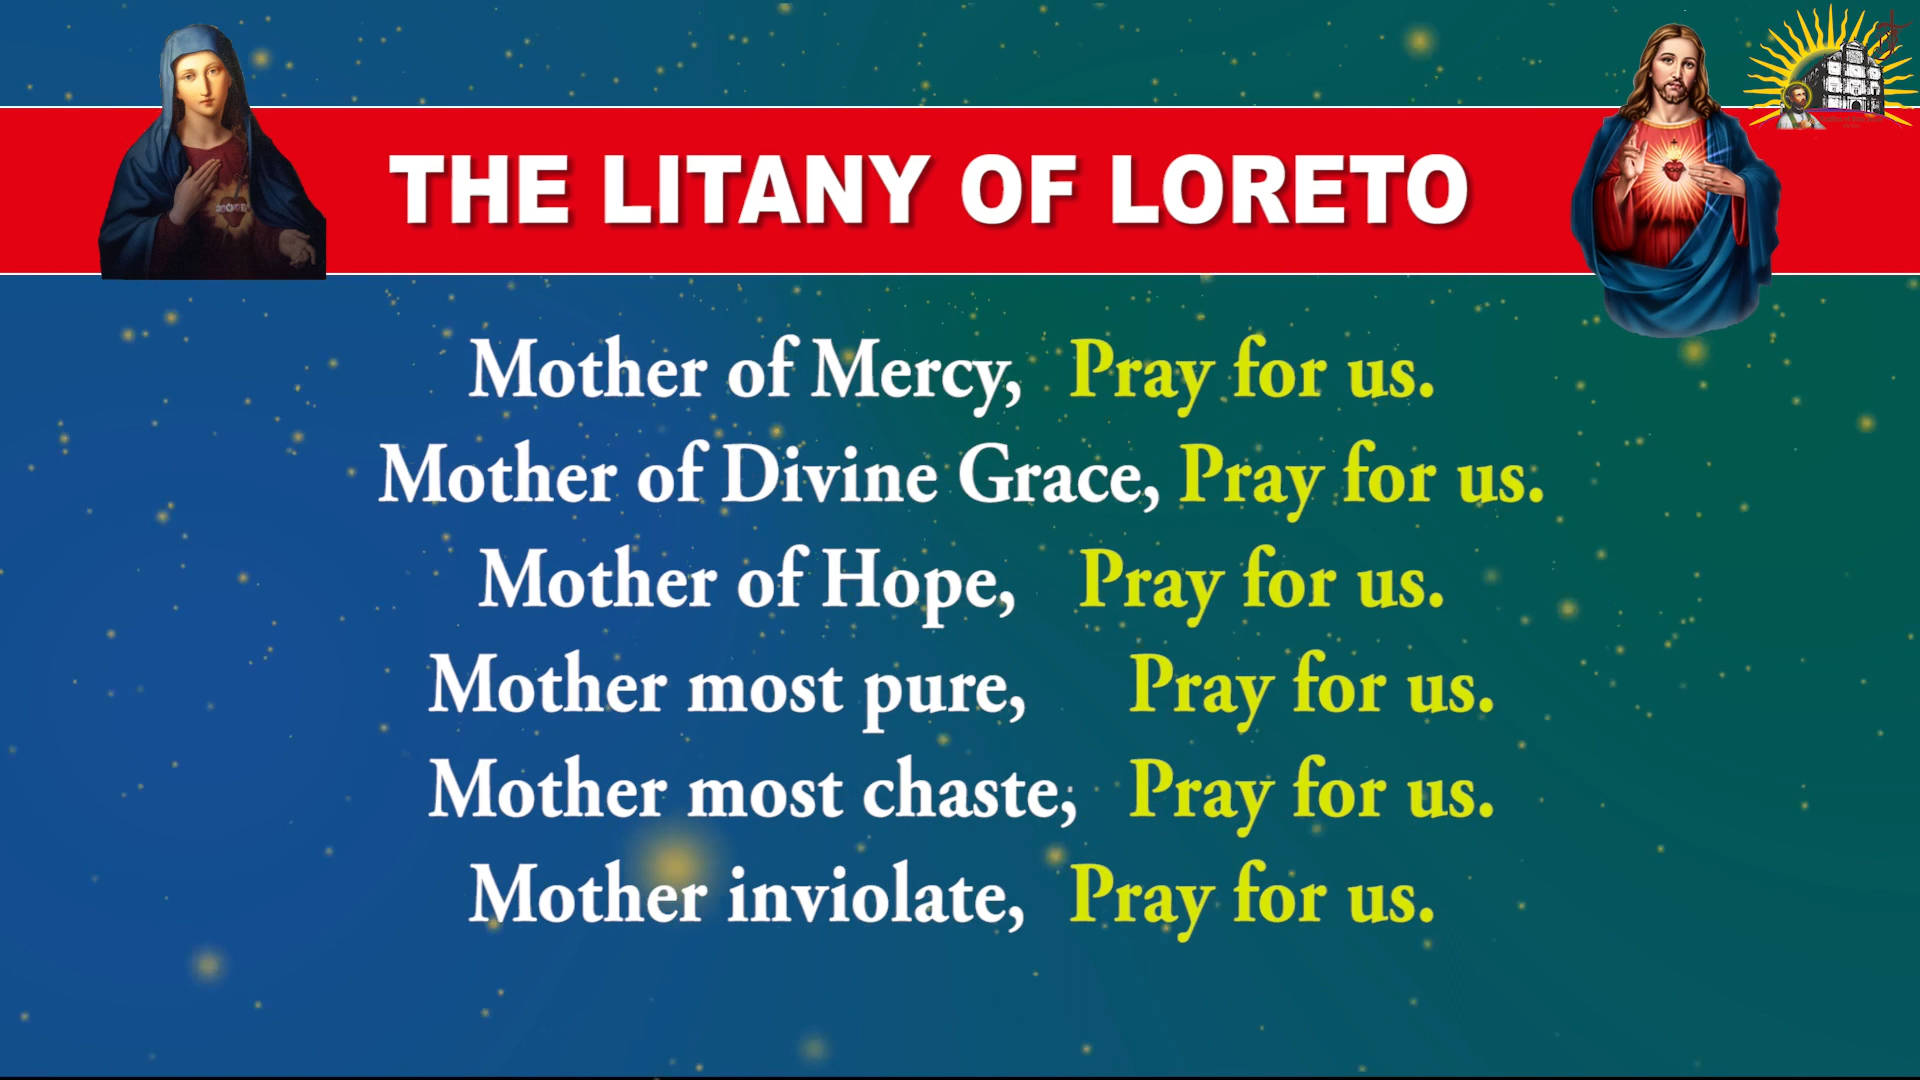 THE LITANY OF LORETO
Mother of Mercy, Pray for us.
Mother of Divine Grace, Pray for us.
Mother of Hope, Pray for us.
Mother most pure, Pray for us.
Mother most chaste, Pray for us.
Mother inviolate, Pray for us.